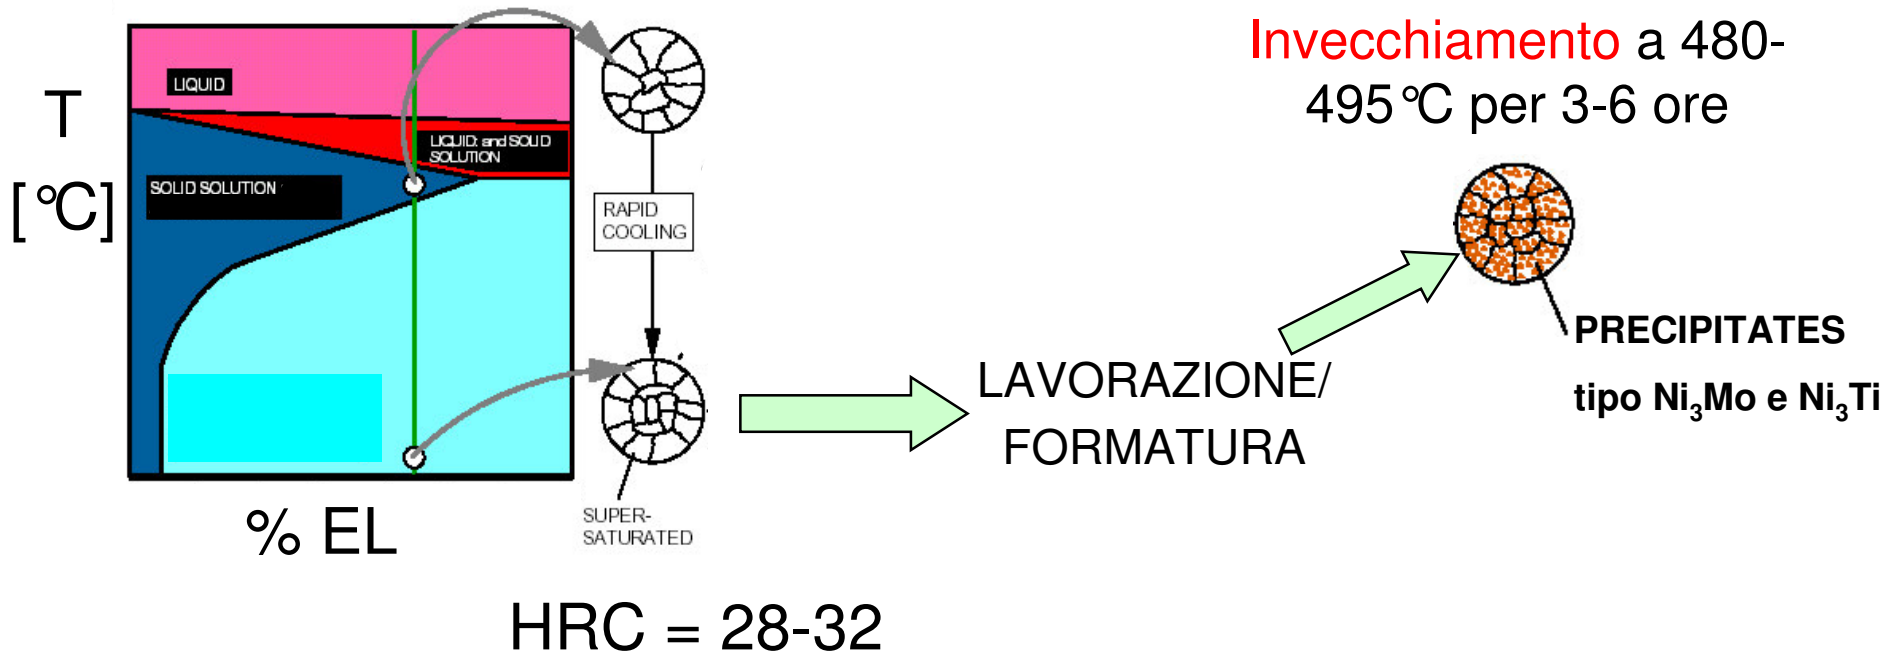 Invecchiamento a 480-
495°C per 3-6 ore
LIQUID
T
[°C]
LIQUID: and SOLID
SOLUTION
SOLID SOLUTION
RAPID
COOLING
PRECIPITATES
tipo Ni₃Mo e Ni₃Ti
LAVORAZIONE/
FORMATURA
SUPER-
SATURATED
% EL
HRC = 28-32